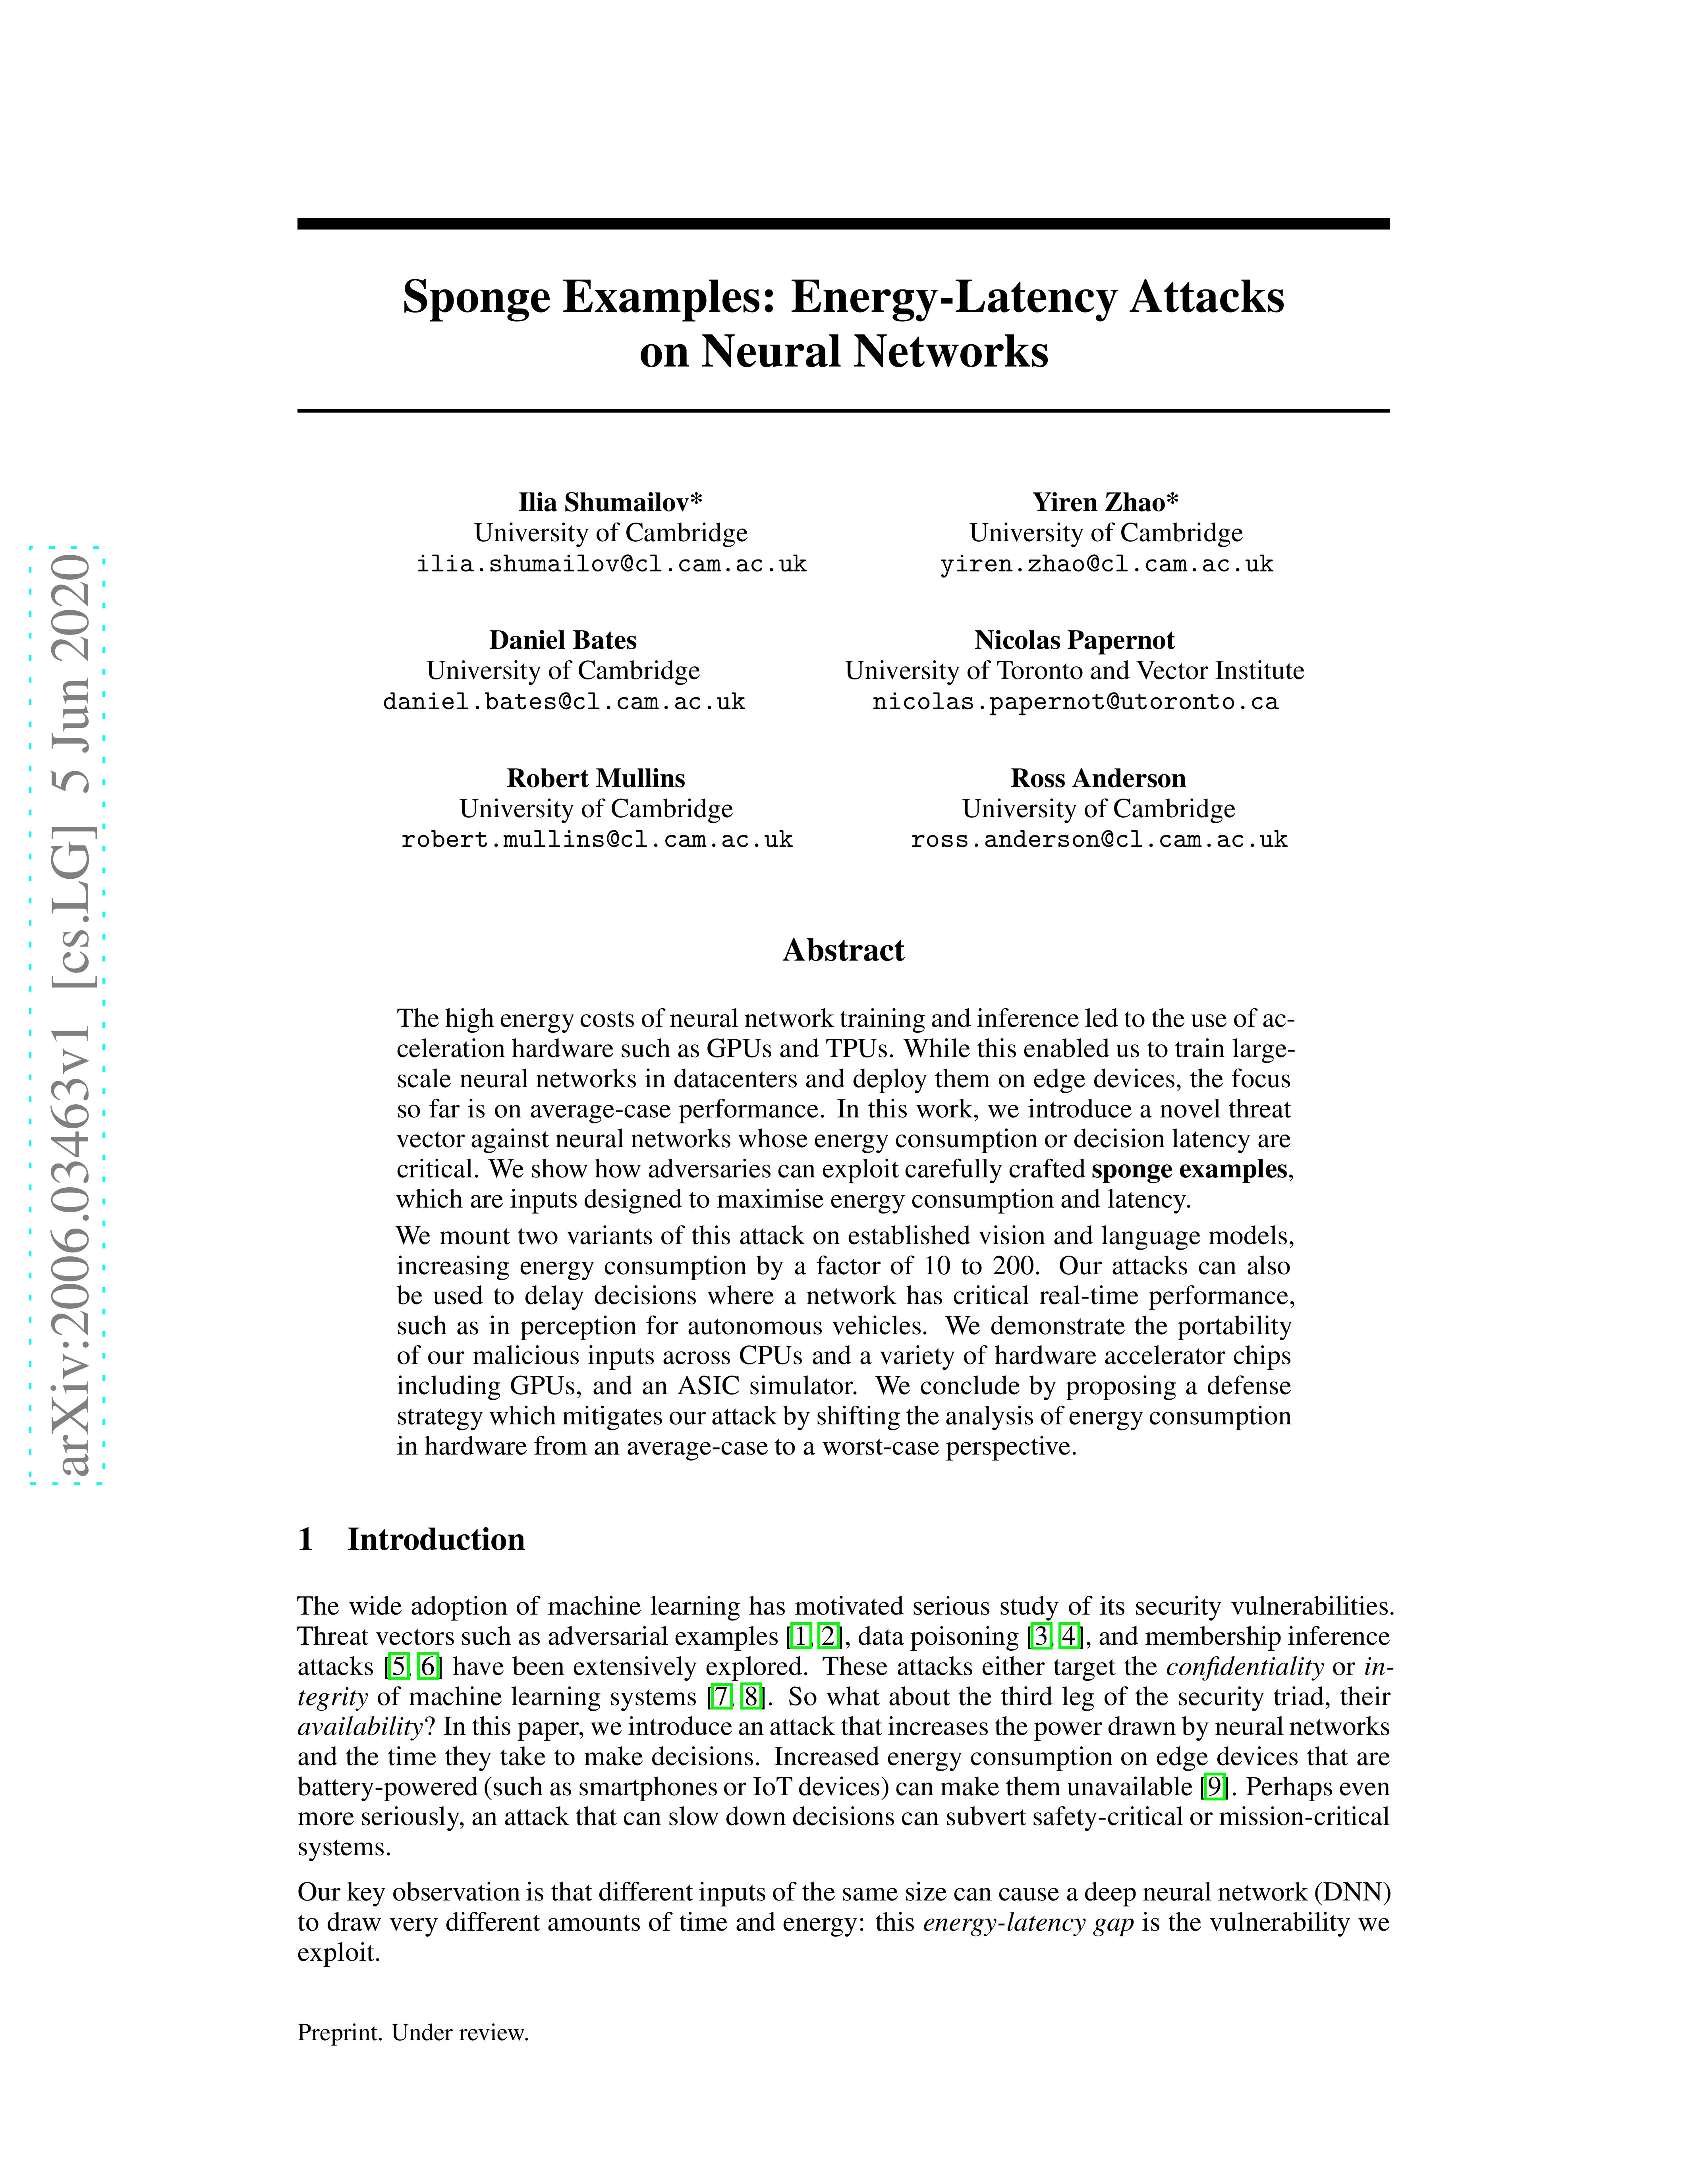 Sponge Examples: Energy-Latency Attacks
on Neural Networks
Ilia Shumailov*
University of Cambridge
ilia.shumailov@cl.cam.ac.uk
Yiren Zhao*
University of Cambridge
yiren.zhao@cl.cam.ac.uk
Daniel Bates
University of Cambridge
daniel.bates@cl.cam.ac.uk
Nicolas Papernot
University of Toronto and Vector Institute
nicolas.papernot@utoronto.ca
Robert Mullins
University of Cambridge
robert.mullins@cl.cam.ac.uk
Ross Anderson
University of Cambridge
ross.anderson@cl.cam.ac.uk
arXiv:2006.03463v1 [cs.LG] 5 Jun 2020
Abstract
The high energy costs of neural network training and inference led to the use of ac-
celeration hardware such as GPUs and TPUs. While this enabled us to train large-
scale neural networks in datacenters and deploy them on edge devices, the focus
so far is on average-case performance. In this work, we introduce a novel threat
vector against neural networks whose energy consumption or decision latency are
critical. We show how adversaries can exploit carefully crafted sponge examples,
which are inputs designed to maximise energy consumption and latency.
We mount two variants of this attack on established vision and language models,
increasing energy consumption by a factor of 10 to 200. Our attacks can also
be used to delay decisions where a network has critical real-time performance,
such as in perception for autonomous vehicles. We demonstrate the portability
of our malicious inputs across CPUs and a variety of hardware accelerator chips
including GPUs, and an ASIC simulator. We conclude by proposing a defense
strategy which mitigates our attack by shifting the analysis of energy consumption
in hardware from an average-case to a worst-case perspective.
1 Introduction
The wide adoption of machine learning has motivated serious study of its security vulnerabilities.
Threat vectors such as adversarial examples [1, 2], data poisoning [3, 4], and membership inference
attacks [5, 6] have been extensively explored. These attacks either target the confidentiality or in-
tegrity of machine learning systems [7, 8]. So what about the third leg of the security triad, their
availability? In this paper, we introduce an attack that increases the power drawn by neural networks
and the time they take to make decisions. Increased energy consumption on edge devices that are
battery-powered (such as smartphones or IoT devices) can make them unavailable [9]. Perhaps even
more seriously, an attack that can slow down decisions can subvert safety-critical or mission-critical
systems.
Our key observation is that different inputs of the same size can cause a deep neural network (DNN)
to draw very different amounts of time and energy: this energy-latency gap is the vulnerability we
exploit.
Preprint. Under review.